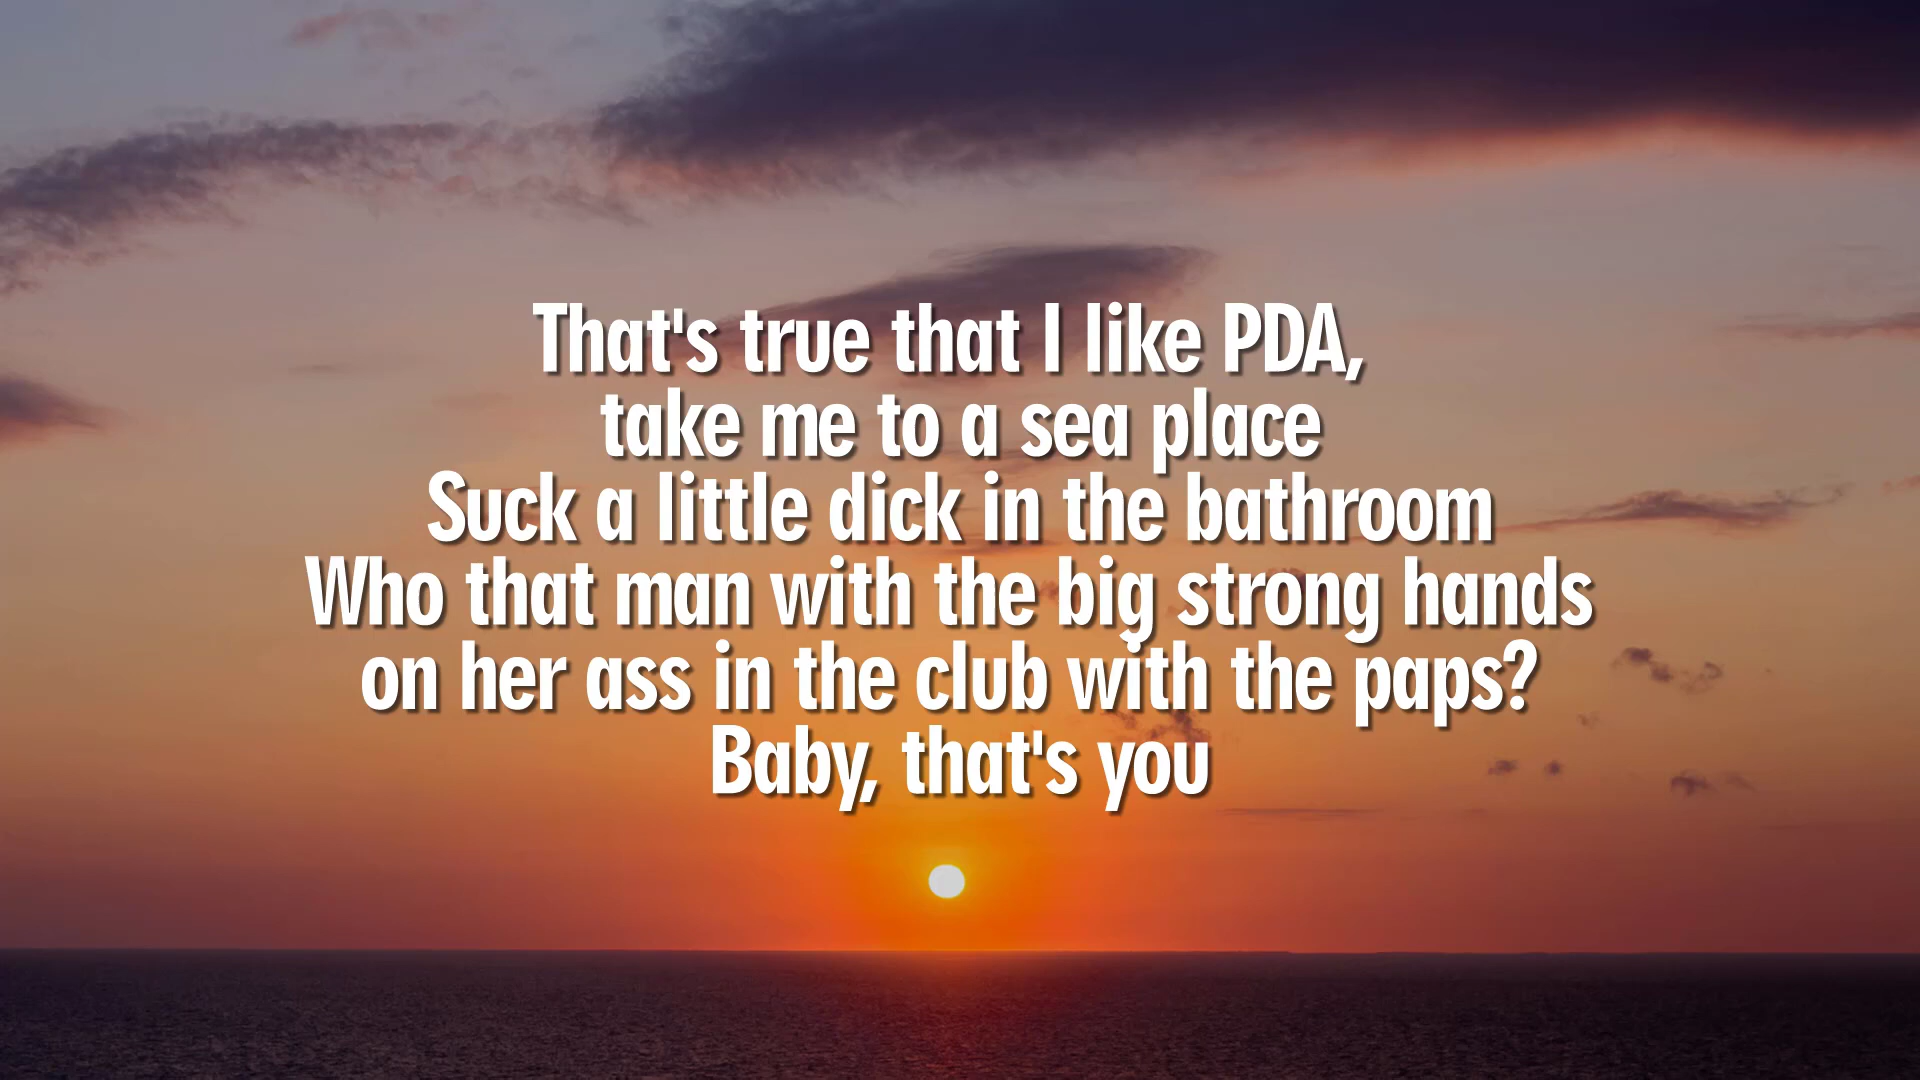 That's true that I like PDA,
take me to a sea place
Suck a little dick in the bathroom
Who that man with the big strong hands
on her ass in the club with the paps?
Baby, that's you